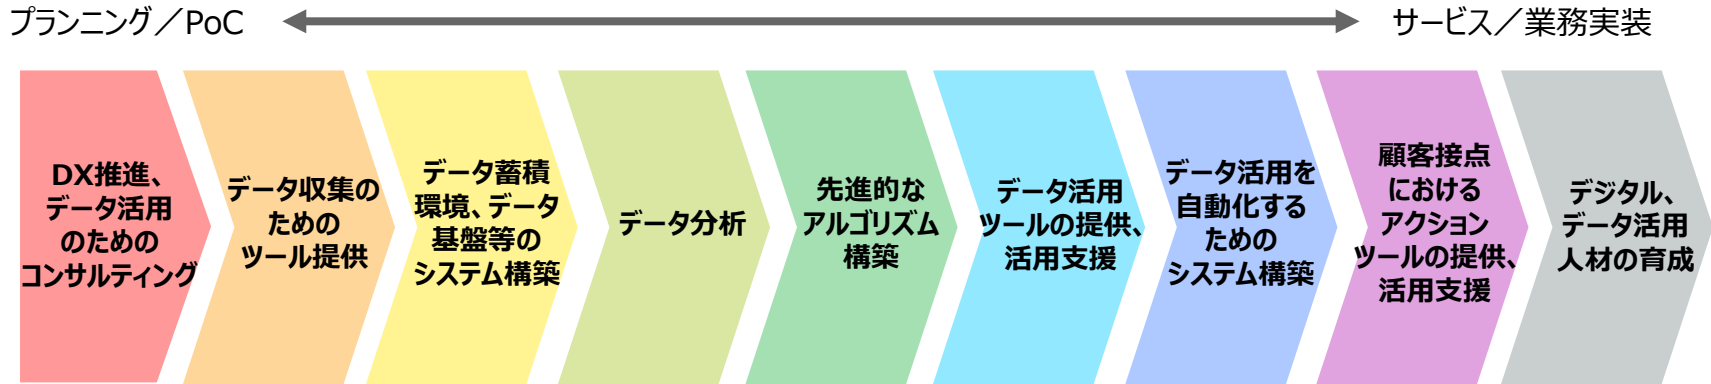 プランニング／PoC
サービス／業務実装
DX推進、
データ活用
のための
コンサルティング
データ収集の
ための
ツール提供
データ蓄積
環境、データ
基盤等の
システム構築
データ分析
先進的な
アルゴリズム
構築
データ活用
ツールの提供、
活用支援
データ活用を
自動化する
ための
システム構築
顧客接点
における
アクション
ツールの提供、
活用支援
デジタル、
データ活用
人材の育成